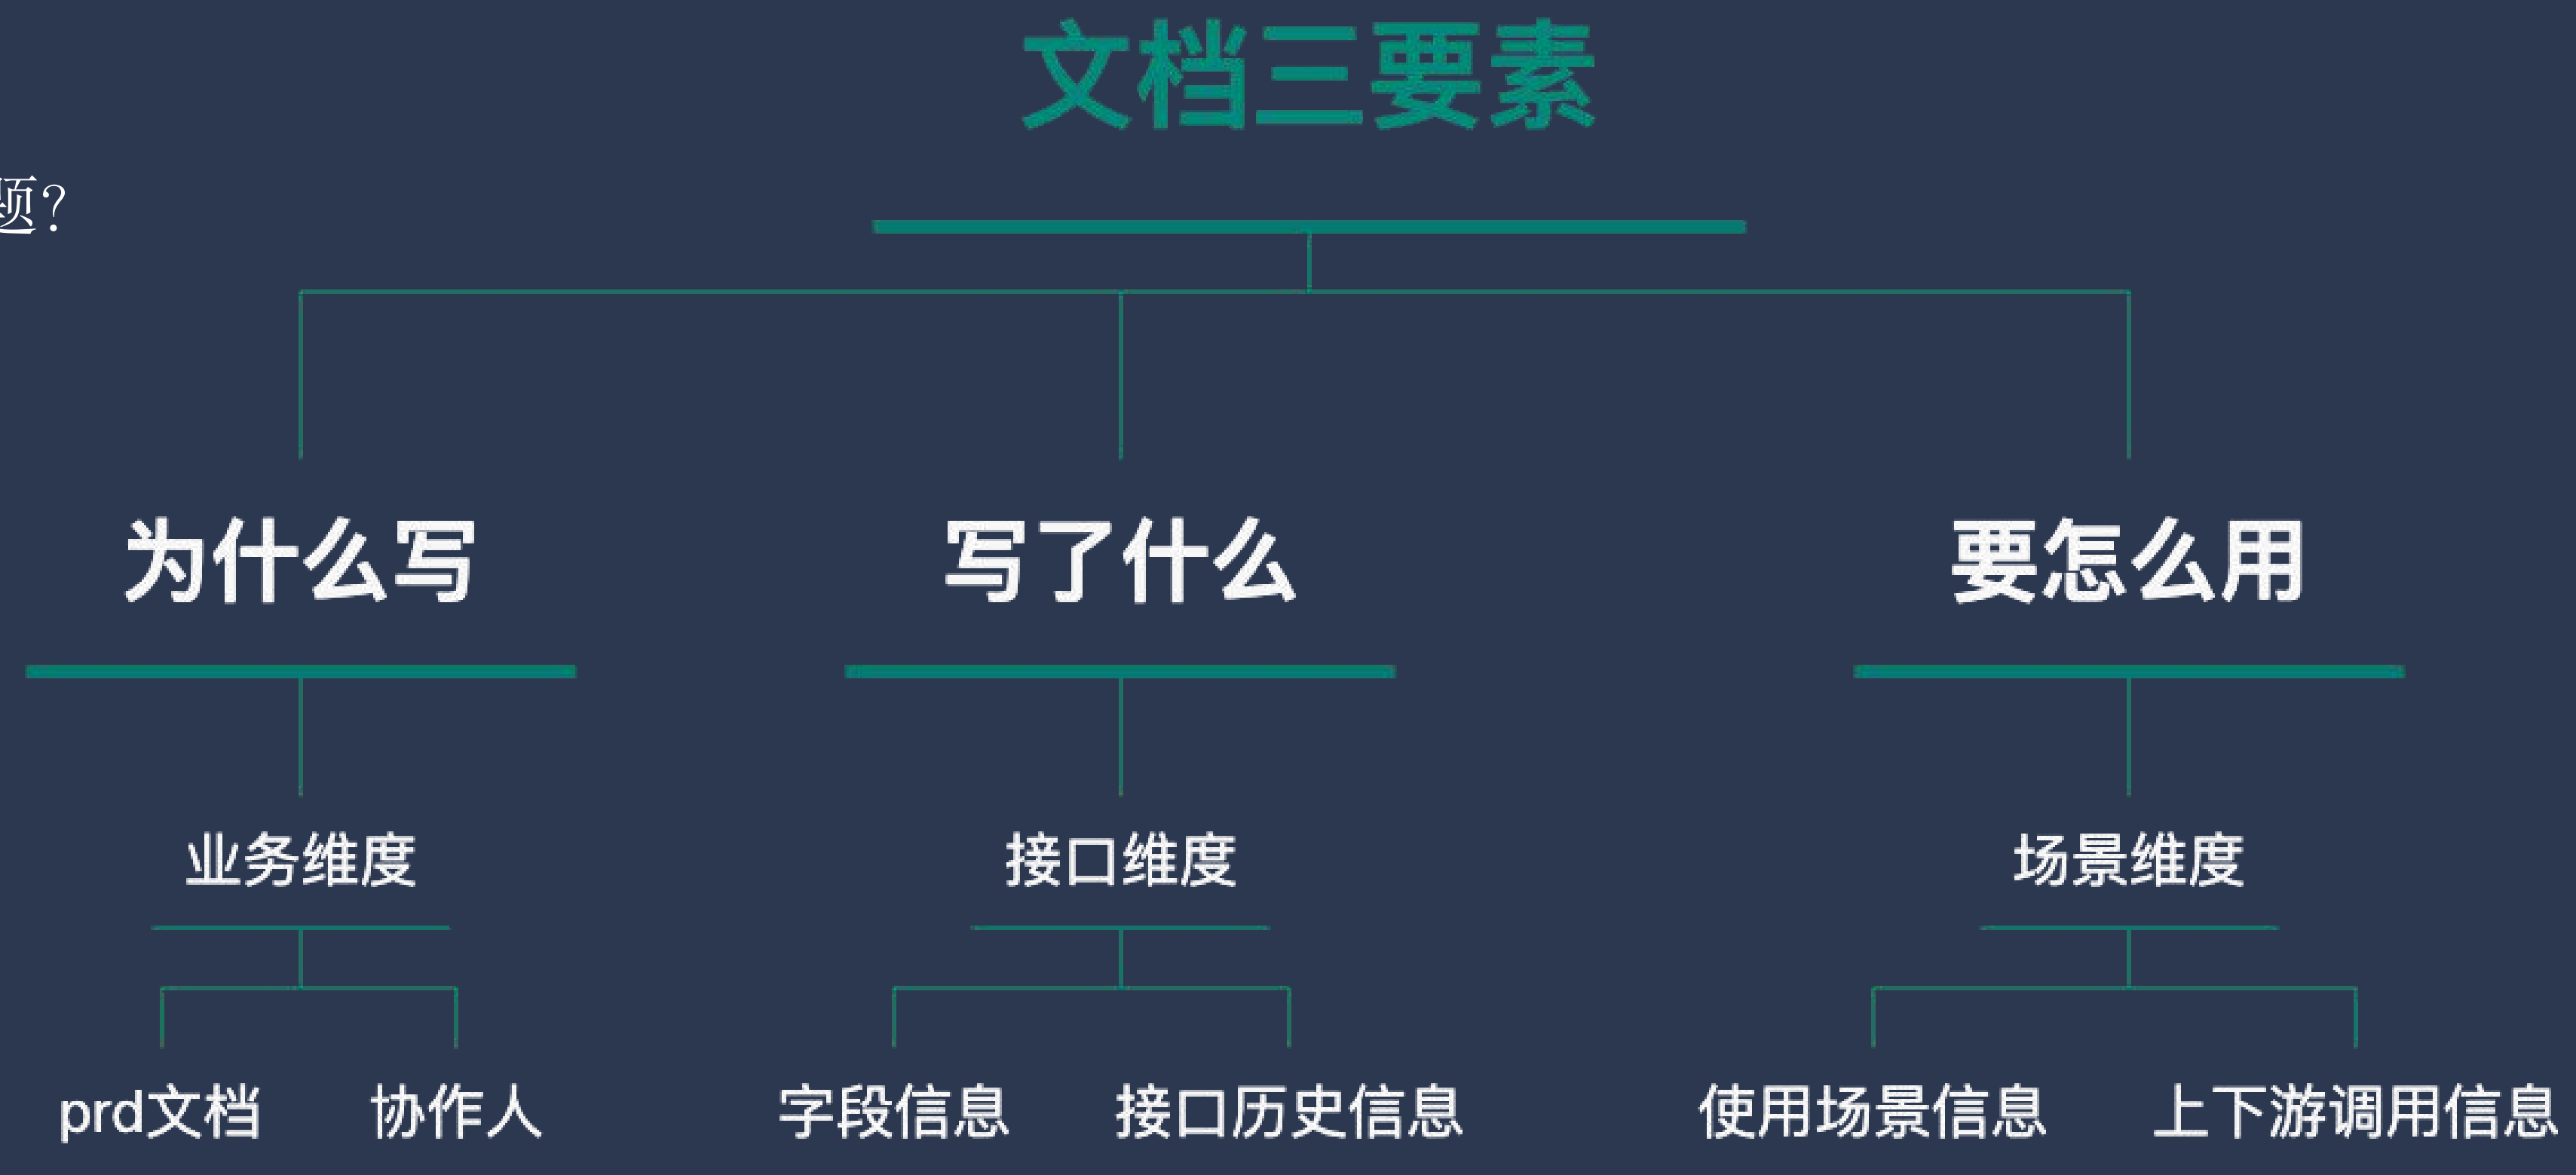 文档三要素
题？
为什么写
写了什么
要怎么用
业务维度
接口维度
场景维度
prd文档
协作人
字段信息
接口历史信息
使用场景信息
上下游调用信息